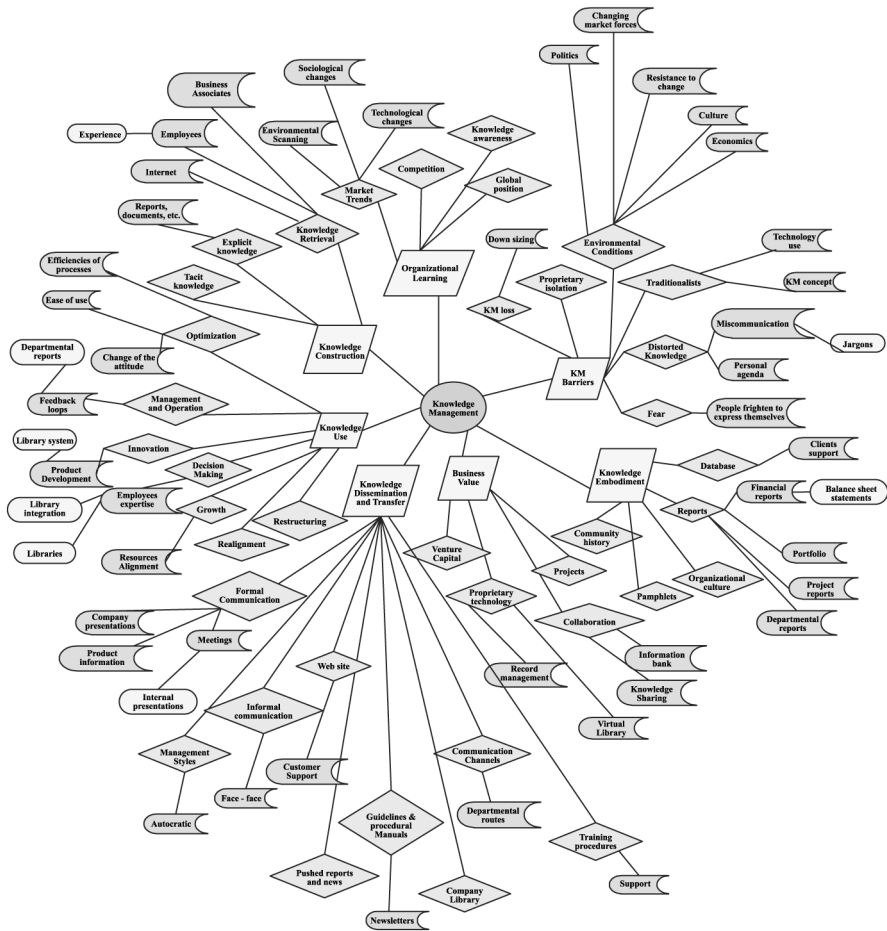 Changing
market forces
Politics
Sociological
changes
Resistance to
change
Business
Associates
Technological
changes
Culture
Environmental
Scanning
Knowledge
awareness
Experience
Employees
Economics
Competition
Internet
Market
Trends
Global
position
Reports,
documents, etc.
Knowledge
Retrieval
Down sizing
Environmental
Conditions
Technology
use
Explicit
knowledge
Organizational
Learning
Efficiencies of
processes
Tacit
knowledge
Proprietary
isolation
Traditionalists
KM concept
Ease of use
KM loss
Miscommunication
Optimization
Knowledge
Construction
Distorted
Knowledge
Jargons
Departmental
reports
Change of the
attitude
KM
Barriers
Personal
agenda
Feedback
loops
Management
and Operation
Knowledge
Management
Fear
People frighten to
express themselves
Knowledge
Use
Library system
Innovation
Clients
support
Product
Development
Decision
Making
Business
Value
Knowledge
Embodiment
Database
Knowledge
Dissemination
and Transfer
Financial
reports
Balance sheet
statements
Library
integration
Employees
expertise
Growth
Reports
Restructuring
Community
history
Libraries
Realignment
Venture
Capital
Portfolio
Resources
Alignment
Projects
Organizational
culture
Formal
Communication
Proprietary
technology
Pamphlets
Project
reports
Company
presentations
Collaboration
Departmental
reports
Meetings
Product
information
Web site
Record
management
Information
bank
Internal
presentations
Informal
communication
Knowledge
Sharing
Virtual
Library
Management
Styles
Communication
Channels
Customer
Support
Face - face
Autocratic
Guidelines &
procedural
Manuals
Departmental
routes
Training
procedures
Pushed reports
and news
Company
Library
Support
Newsletters